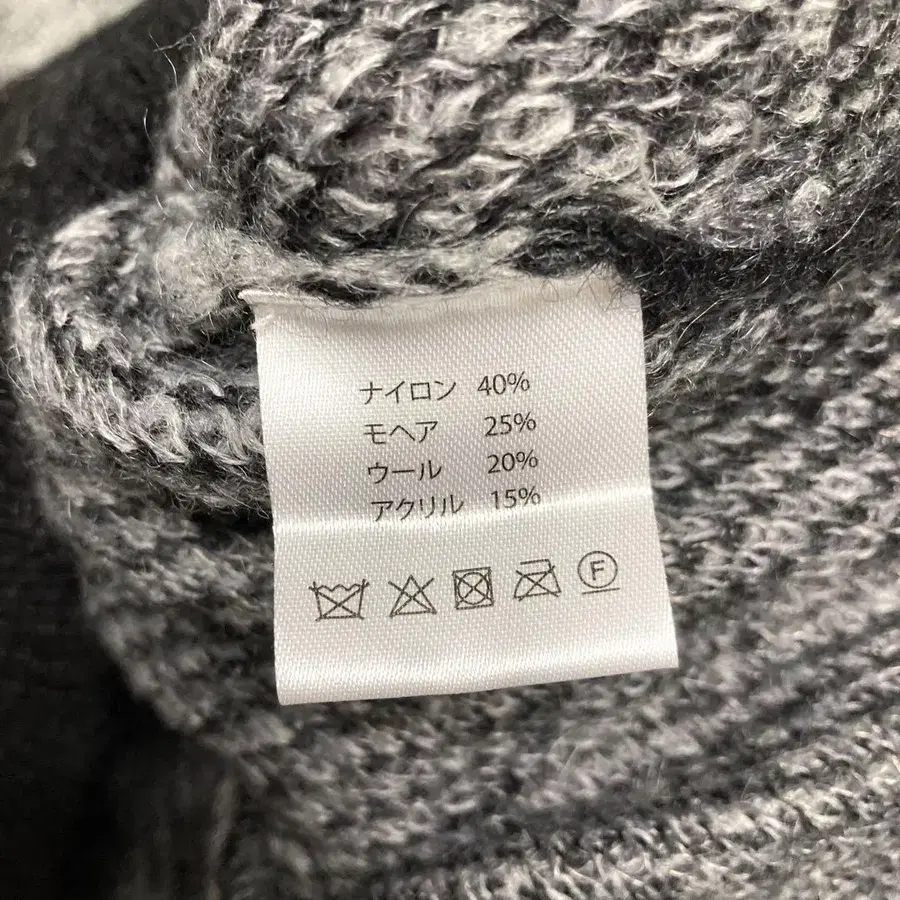 ナイロン 40%
モヘア 25%
ウール 20%
アクリル 15%
F